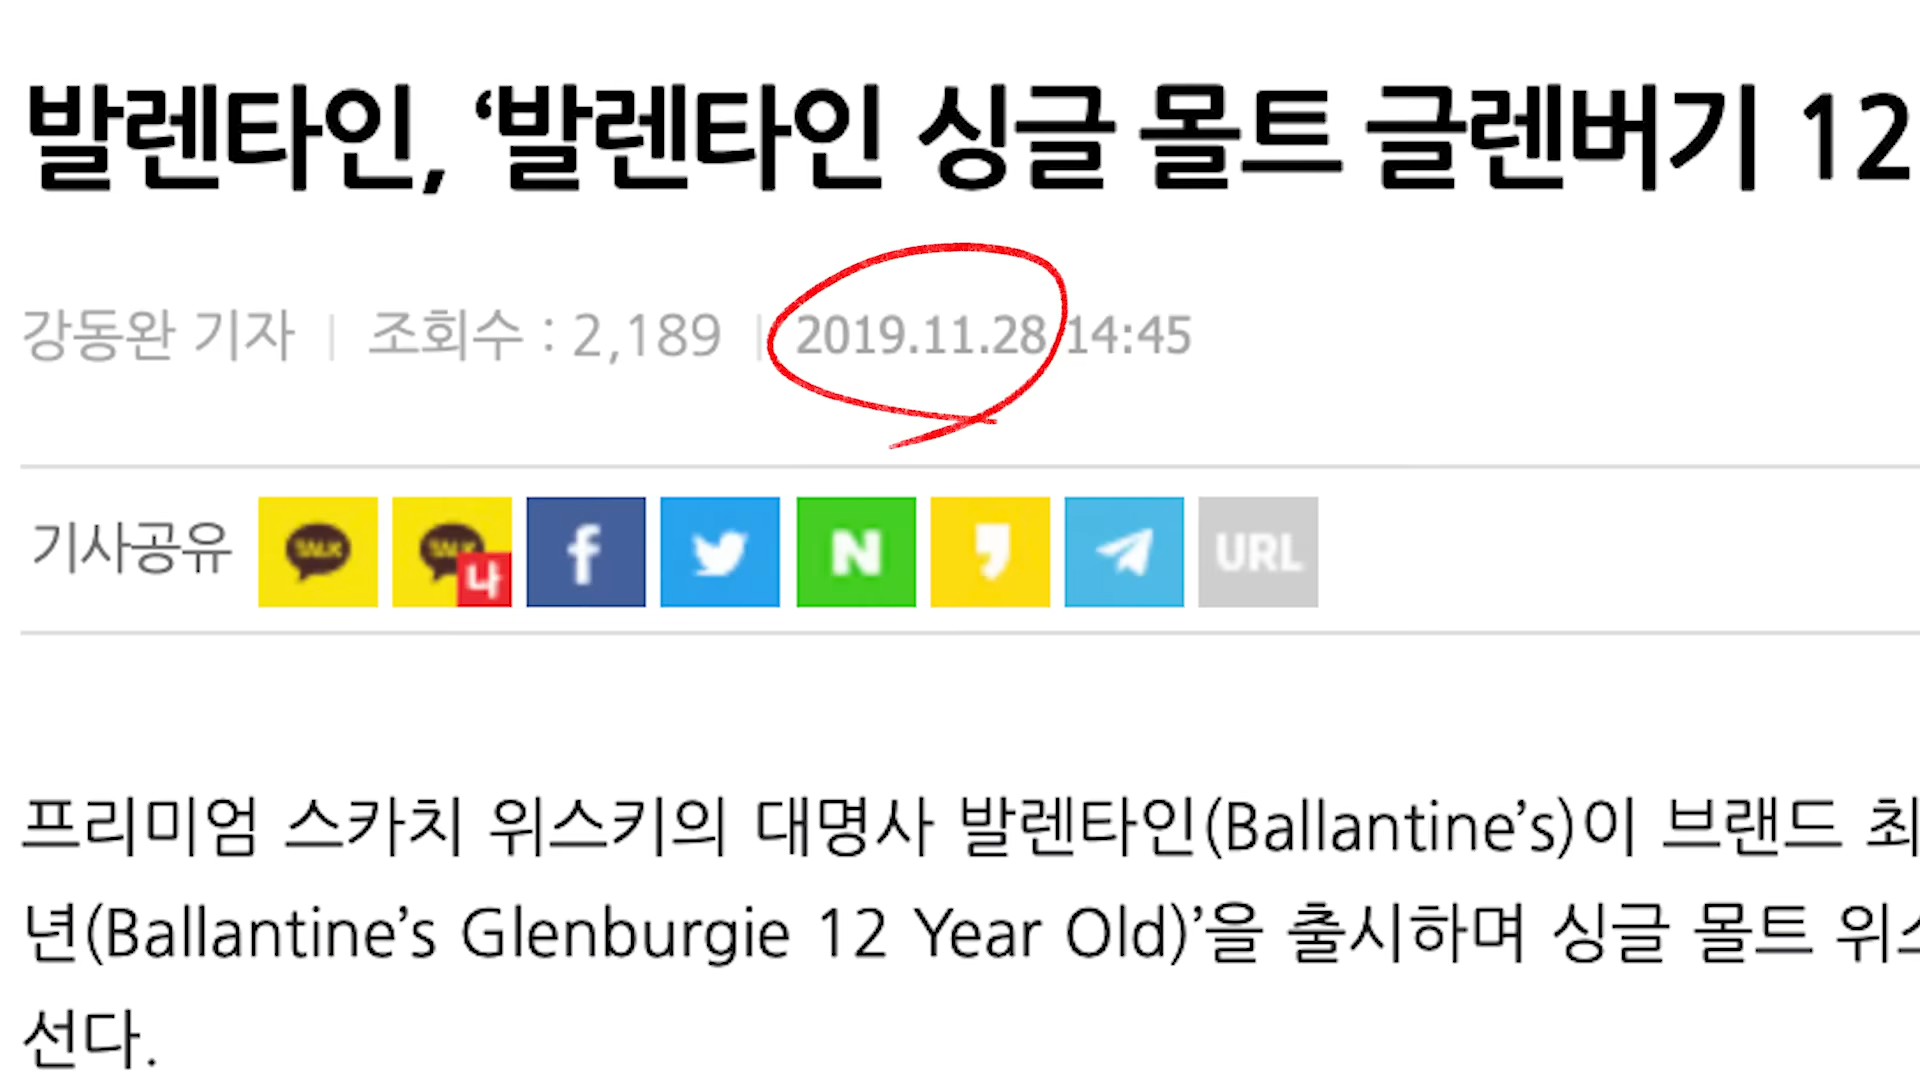 발렌타인, ‘발렌타인 싱글 몰트 글렌버기 12
강동완 기자 | 조회수 : 2,189 | 2019.11.28 14:45
기사공유 TALK TALK 나 f N URL
프리미엄 스카치 위스키의 대명사 발렌타인(Ballantine’s)이 브랜드 최
년(Ballantine’s Glenburgie 12 Year Old)’을 출시하며 싱글 몰트 위스
선다.